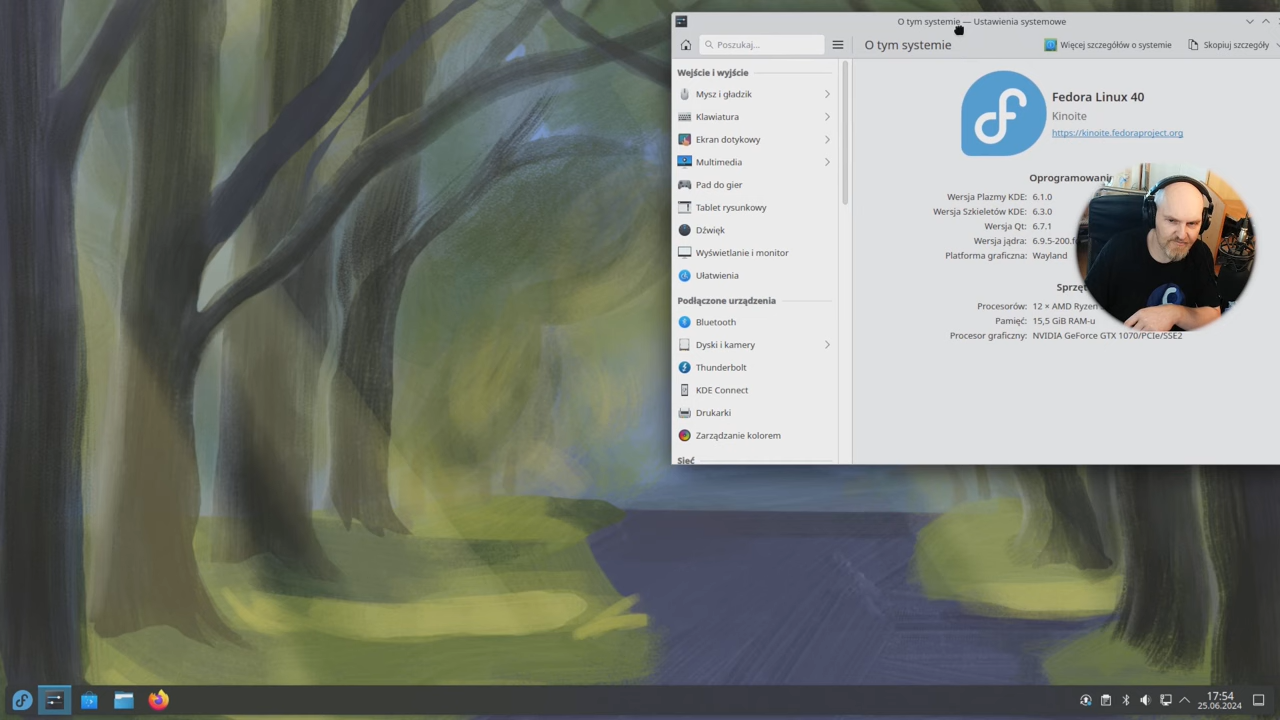 O tym systemie — Ustawienia systemowe
Poszukaj...
O tym systemie
Więcej szczegółów o systemie
Skopiuj szczegóły
Wejście i wyjście
Mysz i gładzik
Klawiatura
Ekran dotykowy
Multimedia
Pad do gier
Tablet rysunkowy
Dźwięk
Wyświetlanie i monitor
Ułatwienia
Podłączone urządzenia
Bluetooth
Dyski i kamery
Thunderbolt
KDE Connect
Drukarki
Zarządzanie kolorem
Sieć
Fedora Linux 40
Kinoite
https://kinoite.fedoraproject.org
Wersja Plazmy KDE: 6.1.0
Wersja Szkieletów KDE: 6.3.0
Wersja Qt: 6.7.1
Wersja jądra: 6.9.5-200.f
Platforma graficzna: Wayland
Procesorów: 12 × AMD Ryzen
Pamięć: 15,5 GiB RAM-u
Procesor graficzny: NVIDIA GeForce GTX 1070/PCIe/SSE2
17:54
25.06.2024